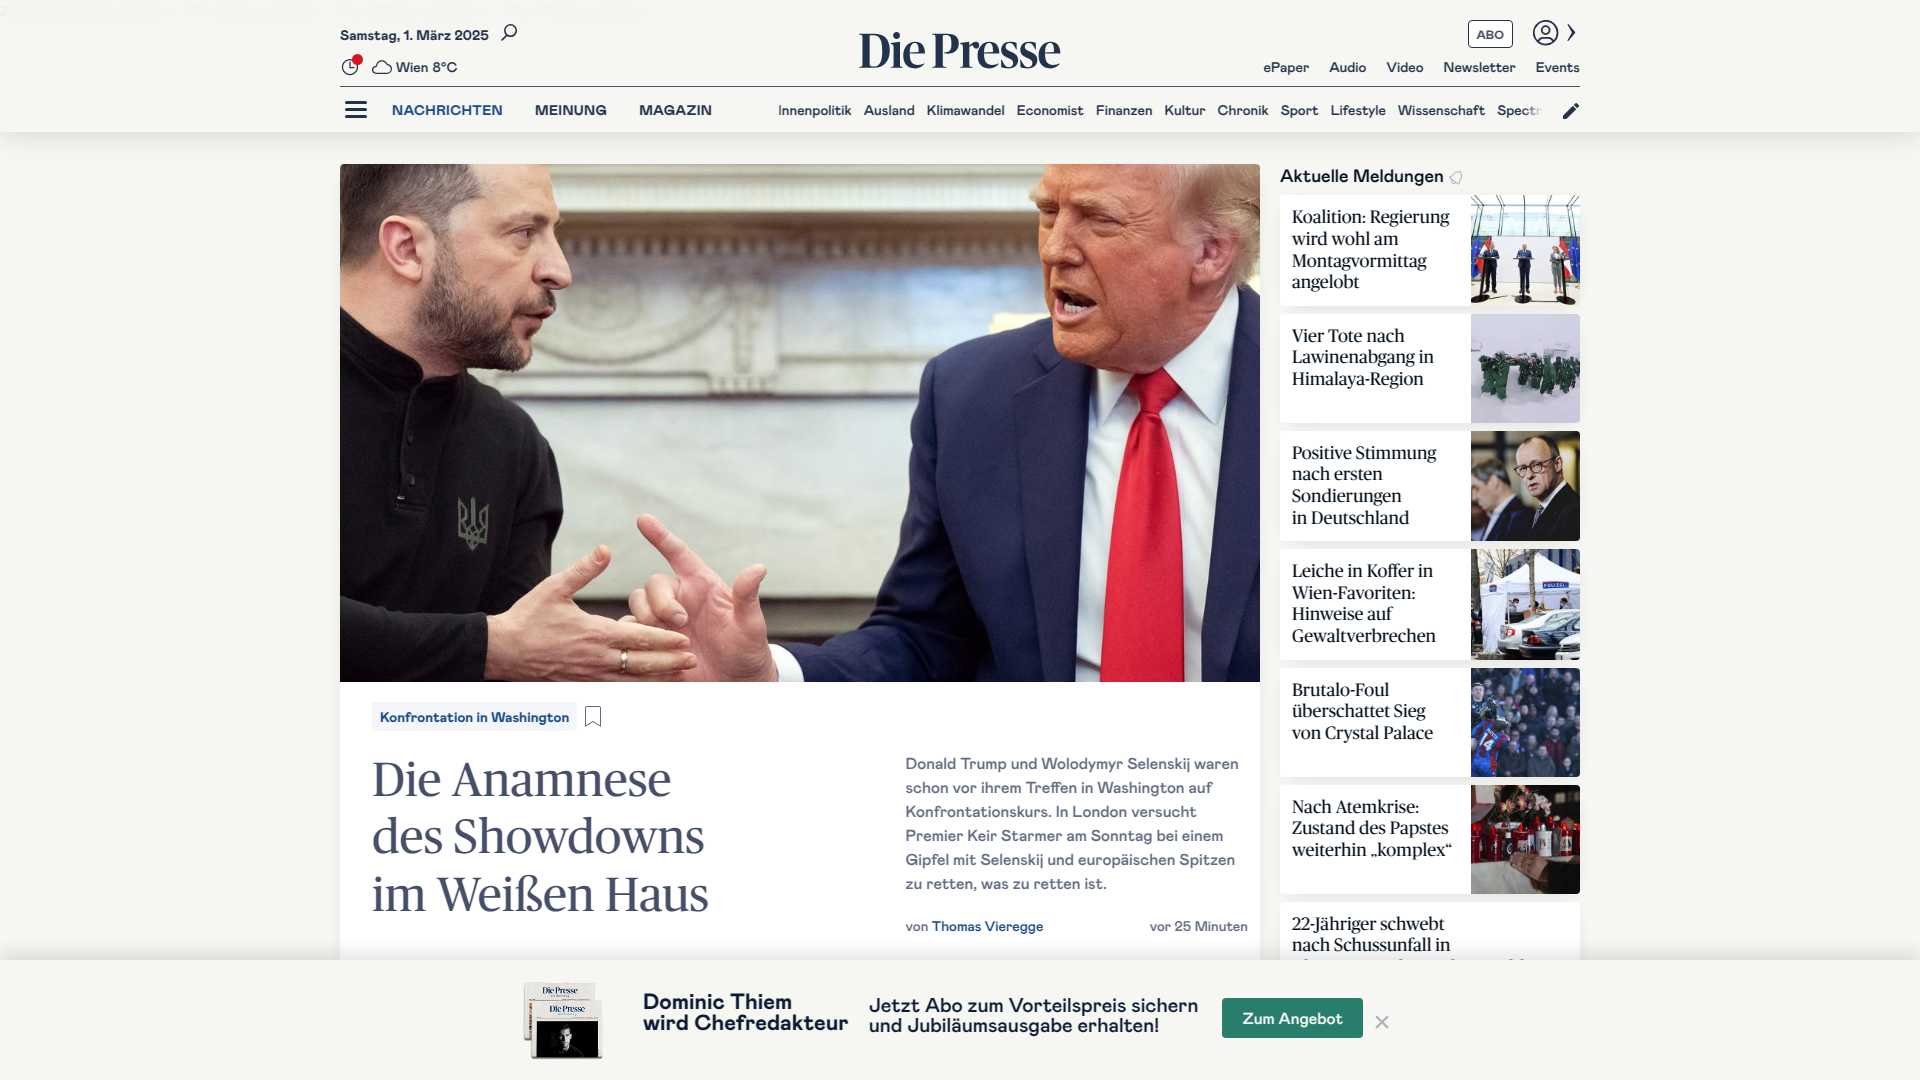 Samstag, 1. März 2025
Die Presse
ABO
Wien 8°C
ePaper Audio Video Newsletter Events
NACHRICHTEN MEINUNG MAGAZIN
Innenpolitik Ausland Klimawandel Economist Finanzen Kultur Chronik Sport Lifestyle Wissenschaft Spectr
Konfrontation in Washington
Die Anamnese
des Showdowns
im Weißen Haus
Donald Trump und Wolodymyr Selenskij waren
schon vor ihrem Treffen in Washington auf
Konfrontationskurs. In London versucht
Premier Keir Starmer am Sonntag bei einem
Gipfel mit Selenskij und europäischen Spitzen
zu retten, was zu retten ist.
von Thomas Vieregge
vor 25 Minuten
Aktuelle Meldungen
Koalition: Regierung
wird wohl am
Montagvormittag
angelobt
Vier Tote nach
Lawinenabgang in
Himalaya-Region
Positive Stimmung
nach ersten
Sondierungen
in Deutschland
Leiche in Koffer in
Wien-Favoriten:
Hinweise auf
Gewaltverbrechen
POLIZEI
Brutalo-Foul
überschattet Sieg
von Crystal Palace
14
Nach Atemkrise:
Zustand des Papstes
weiterhin „komplex“
22-Jähriger schwebt
nach Schussunfall in
Die Presse
Die Presse
Dominic Thiem
wird Chefredakteur
Jetzt Abo zum Vorteilspreis sichern
und Jubiläumsausgabe erhalten!
Zum Angebot